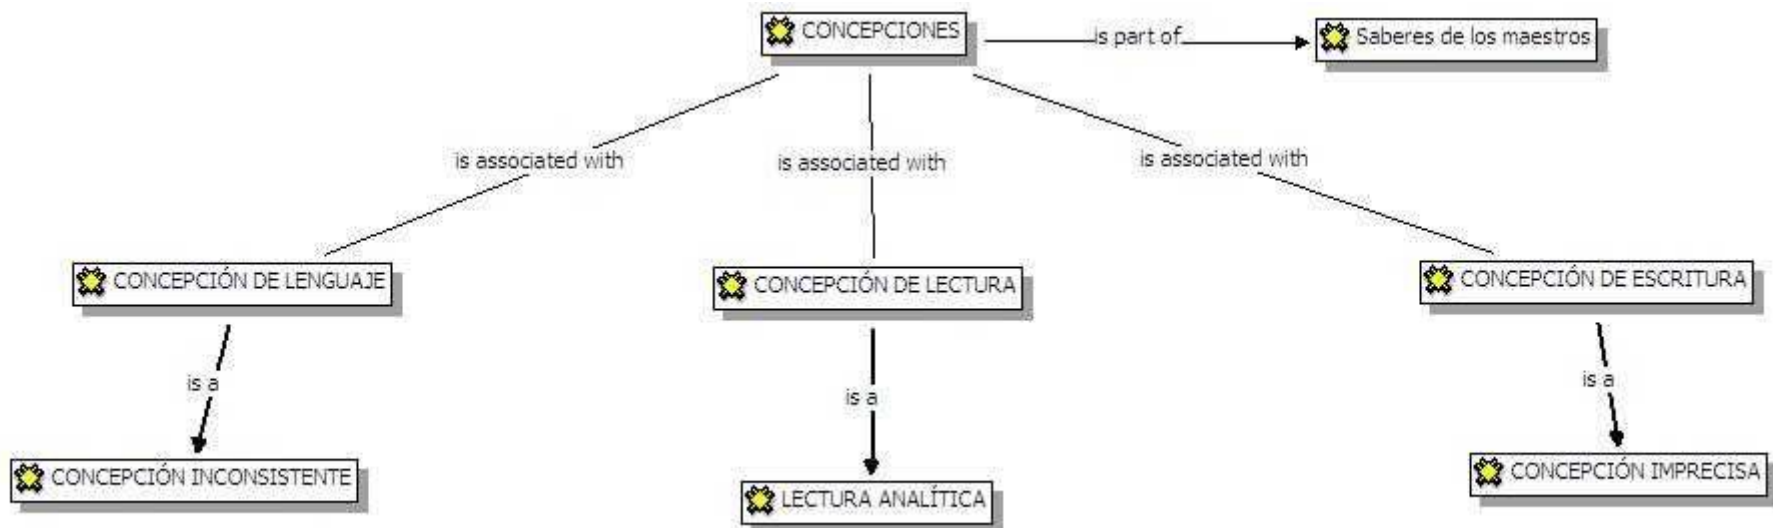 CONCEPCIONES
is part of
Saberes de los maestros
is associated with
is associated with
is associated with
CONCEPCIÓN DE LENGUAJE
CONCEPCIÓN DE LECTURA
CONCEPCIÓN DE ESCRITURA
is a
is a
is a
CONCEPCIÓN INCONSISTENTE
LECTURA ANALÍTICA
CONCEPCIÓN IMPRECISA